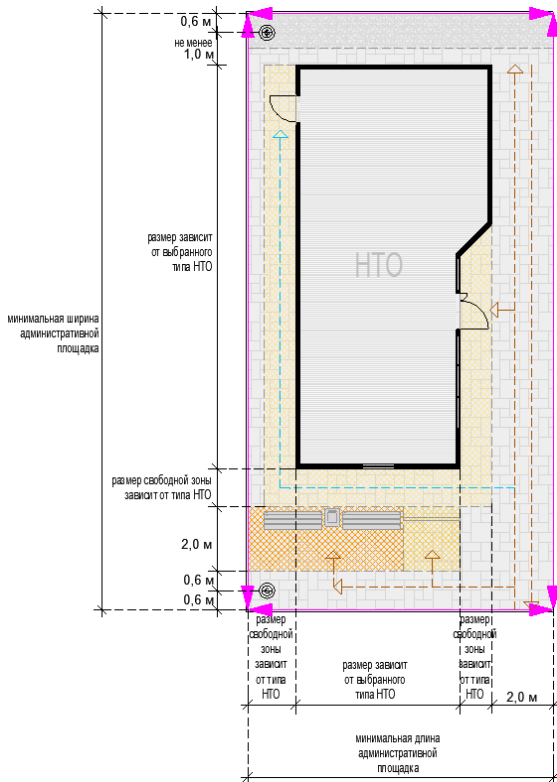 0,6 м
не менее
1,0 м
размер зависит
от выбранного
типа НТО
НТО
минимальная ширина
административной
площадка
размер свободной зоны
зависит от типа НТО
2,0 м
0,6 м
0,6 м
размер
свободной
зоны
зависит
от типа
НТО
размер зависит
от выбранного
типа НТО
размер
свободной
зоны
зависит
от типа
НТО
2,0 м
минимальная длина
административной
площадка